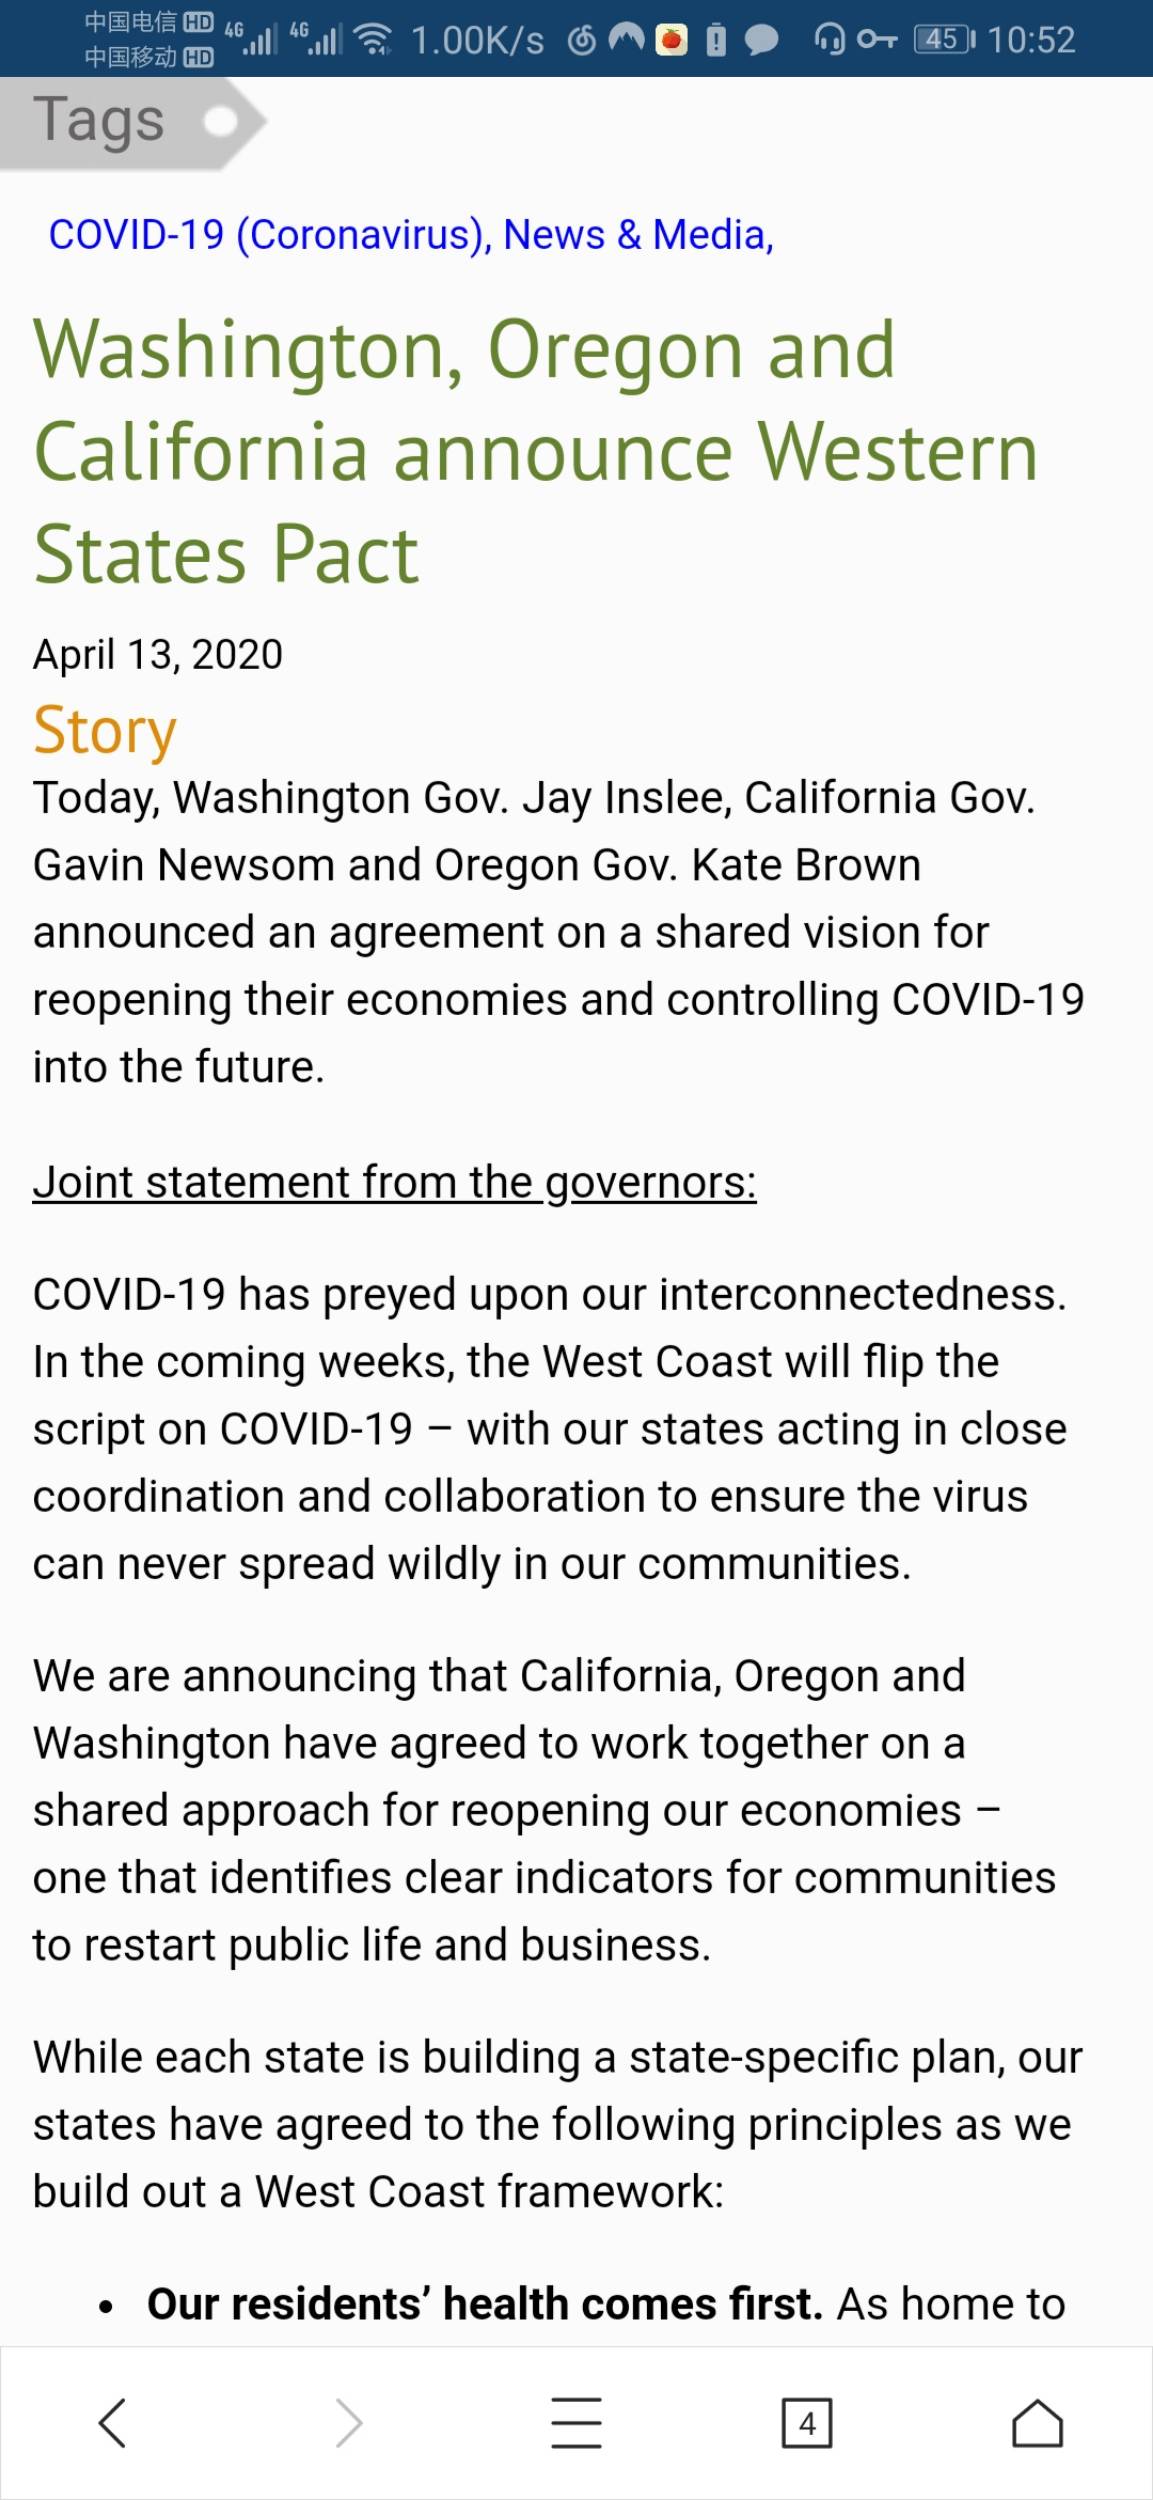 中国电信 HD 4G 4G 1.00K/s 45 10:52
中国移动 HD
Tags
COVID-19 (Coronavirus), News & Media,
Washington, Oregon and
California announce Western
States Pact
April 13, 2020
Story
Today, Washington Gov. Jay Inslee, California Gov.
Gavin Newsom and Oregon Gov. Kate Brown
announced an agreement on a shared vision for
reopening their economies and controlling COVID-19
into the future.
Joint statement from the governors:
COVID-19 has preyed upon our interconnectedness.
In the coming weeks, the West Coast will flip the
script on COVID-19 – with our states acting in close
coordination and collaboration to ensure the virus
can never spread wildly in our communities.
We are announcing that California, Oregon and
Washington have agreed to work together on a
shared approach for reopening our economies –
one that identifies clear indicators for communities
to restart public life and business.
While each state is building a state-specific plan, our
states have agreed to the following principles as we
build out a West Coast framework:
• Our residents’ health comes first. As home to
4